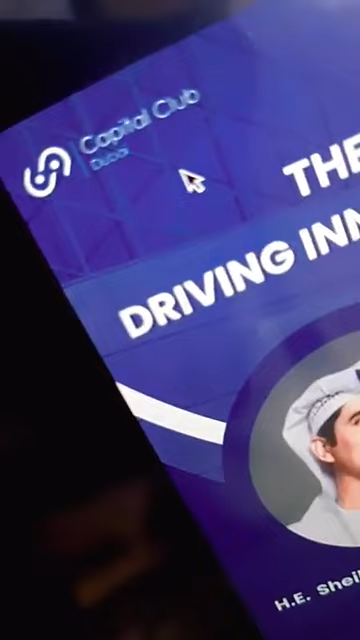 Capital Club
Dubai
THE
DRIVING INN
H.E. Sheik